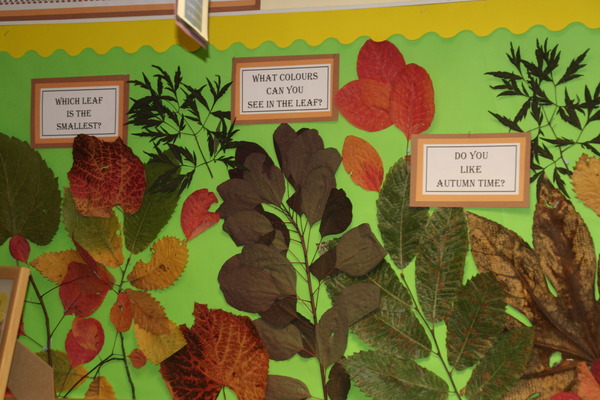 WHICH LEAF
IS THE
SMALLEST?
WHAT COLOURS
CAN YOU
SEE IN THE LEAF?
DO YOU
LIKE
AUTUMN TIME?